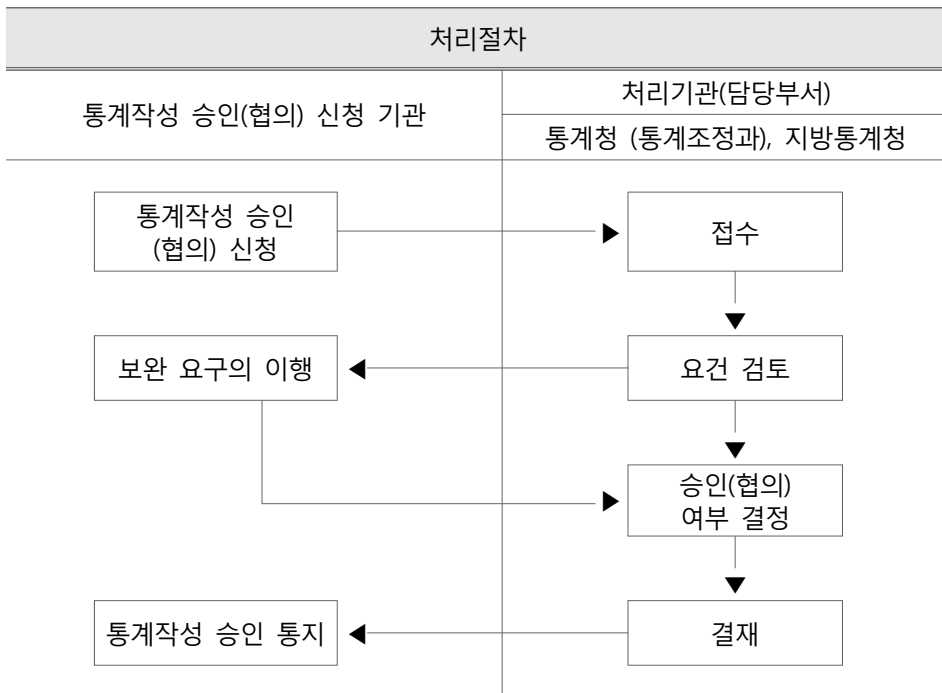 처리절차
통계작성 승인(협의) 신청 기관
처리기관(담당부서)
통계청 (통계조정과), 지방통계청
통계작성 승인
(협의) 신청
접수
보완 요구의 이행
요건 검토
승인(협의)
여부 결정
통계작성 승인 통지
결재